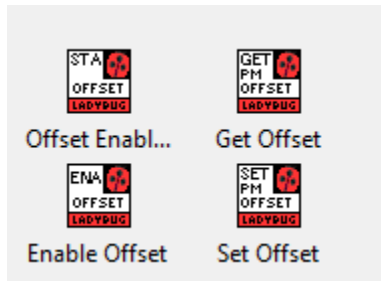 STA
OFFSET
LADYBUG
Offset Enabl...
GET
PM
OFFSET
LADYBUG
Get Offset
ENA
OFFSET
LADYBUG
Enable Offset
SET
PM
OFFSET
LADYBUG
Set Offset